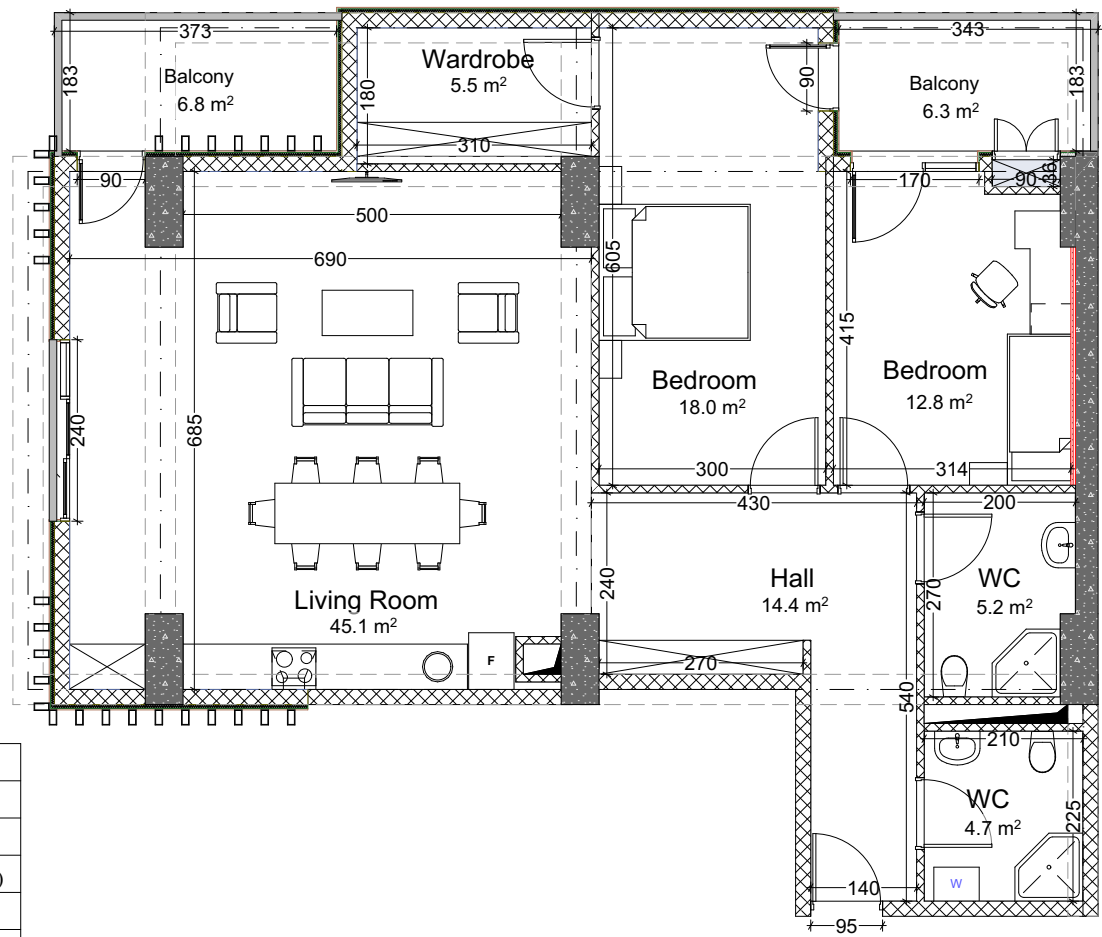 373
343
183
Balcony
6.8 m²
180
Wardrobe
5.5 m²
310
90
Balcony
6.3 m²
183
90
500
170
90
36
690
605
415
Bedroom
18.0 m²
Bedroom
12.8 m²
240
685
300
314
430
200
240
Hall
14.4 m²
270
WC
5.2 m²
Living Room
45.1 m²
F
270
540
210
WC
4.7 m²
225
W
140
95
)